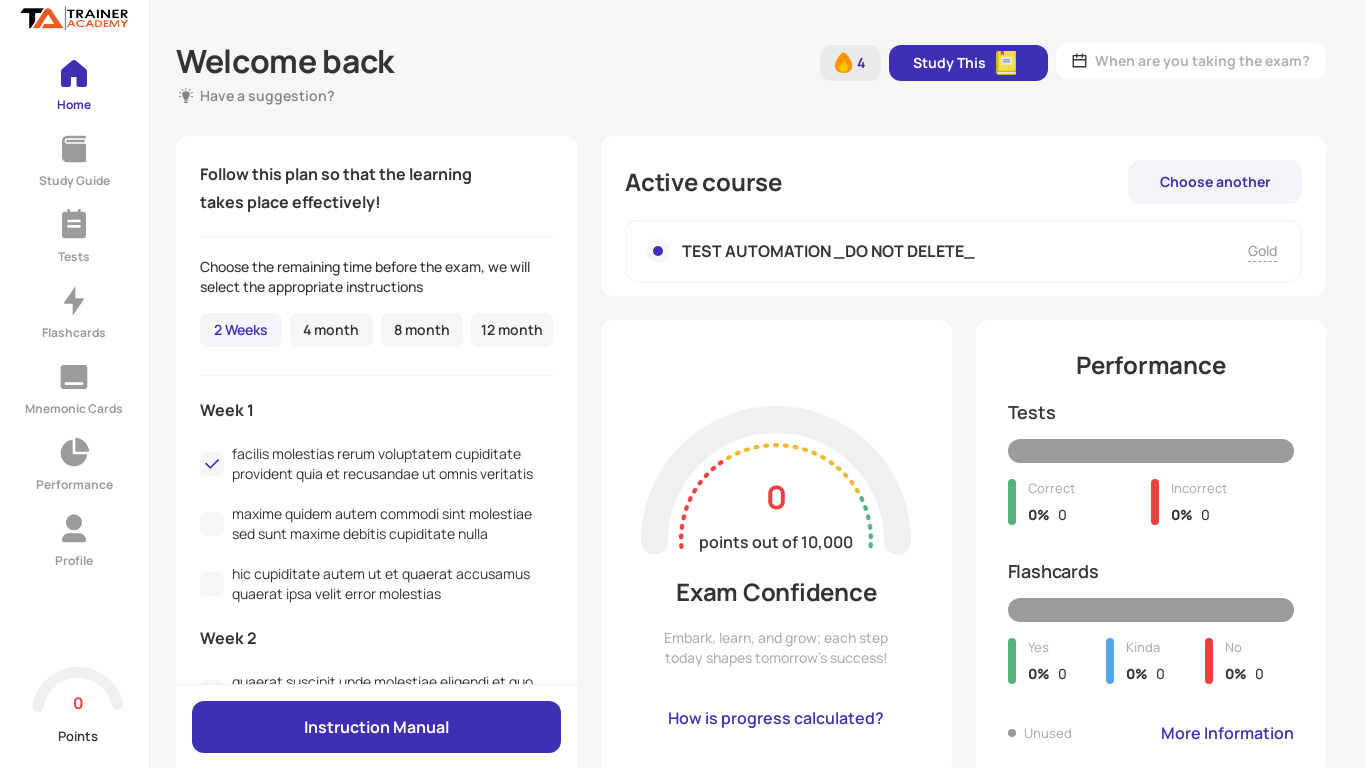 TRAINER
ACADEMY
Home
Study Guide
Tests
Flashcards
Mnemonic Cards
Performance
Profile
0
Points
Welcome back
Have a suggestion?
4
Study This
When are you taking the exam?
Follow this plan so that the learning
takes place effectively!
Choose the remaining time before the exam, we will
select the appropriate instructions
2 Weeks
4 month
8 month
12 month
Week 1
facilis molestias rerum voluptatem cupiditate
provident quia et recusandae ut omnis veritatis
maxime quidem autem commodi sint molestiae
sed sunt maxime debitis cupiditate nulla
hic cupiditate autem ut et quaerat accusamus
quaerat ipsa velit error molestias
Week 2
quaerat suscipit unde molestiae eligendi et quo
Instruction Manual
Active course
Choose another
TEST AUTOMATION _DO NOT DELETE_
Gold
0
points out of 10,000
Exam Confidence
Embark, learn, and grow; each step
today shapes tomorrow's success!
How is progress calculated?
Performance
Tests
Correct
0% 0
Incorrect
0% 0
Flashcards
Yes
0% 0
Kinda
0% 0
No
0% 0
Unused
More Information